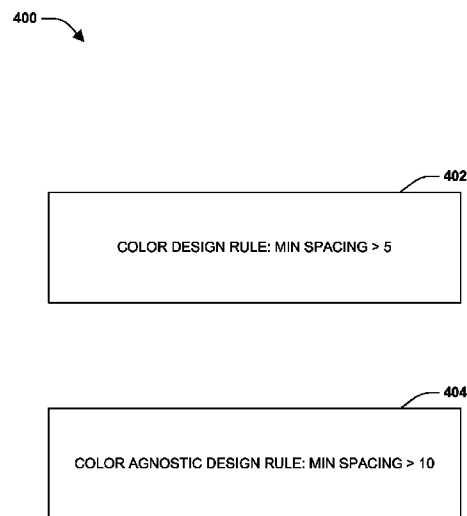 400
402
COLOR DESIGN RULE: MIN SPACING > 5
404
COLOR AGNOSTIC DESIGN RULE: MIN SPACING > 10